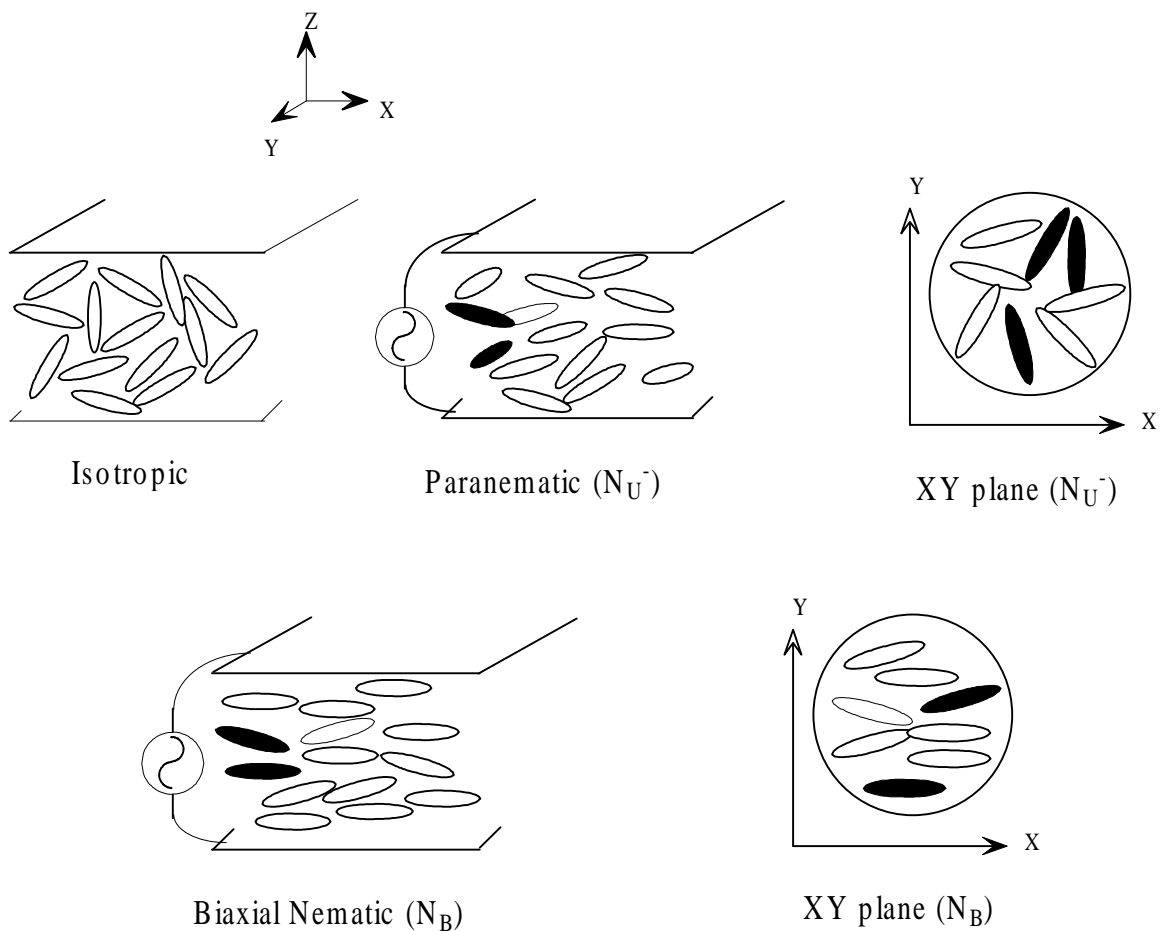 Z
X
Y
Y
X
Isotropic
Paranematic (N_U^-)
XY plane (N_U^-)
Y
X
Biaxial Nematic (N_B)
XY plane (N_B)